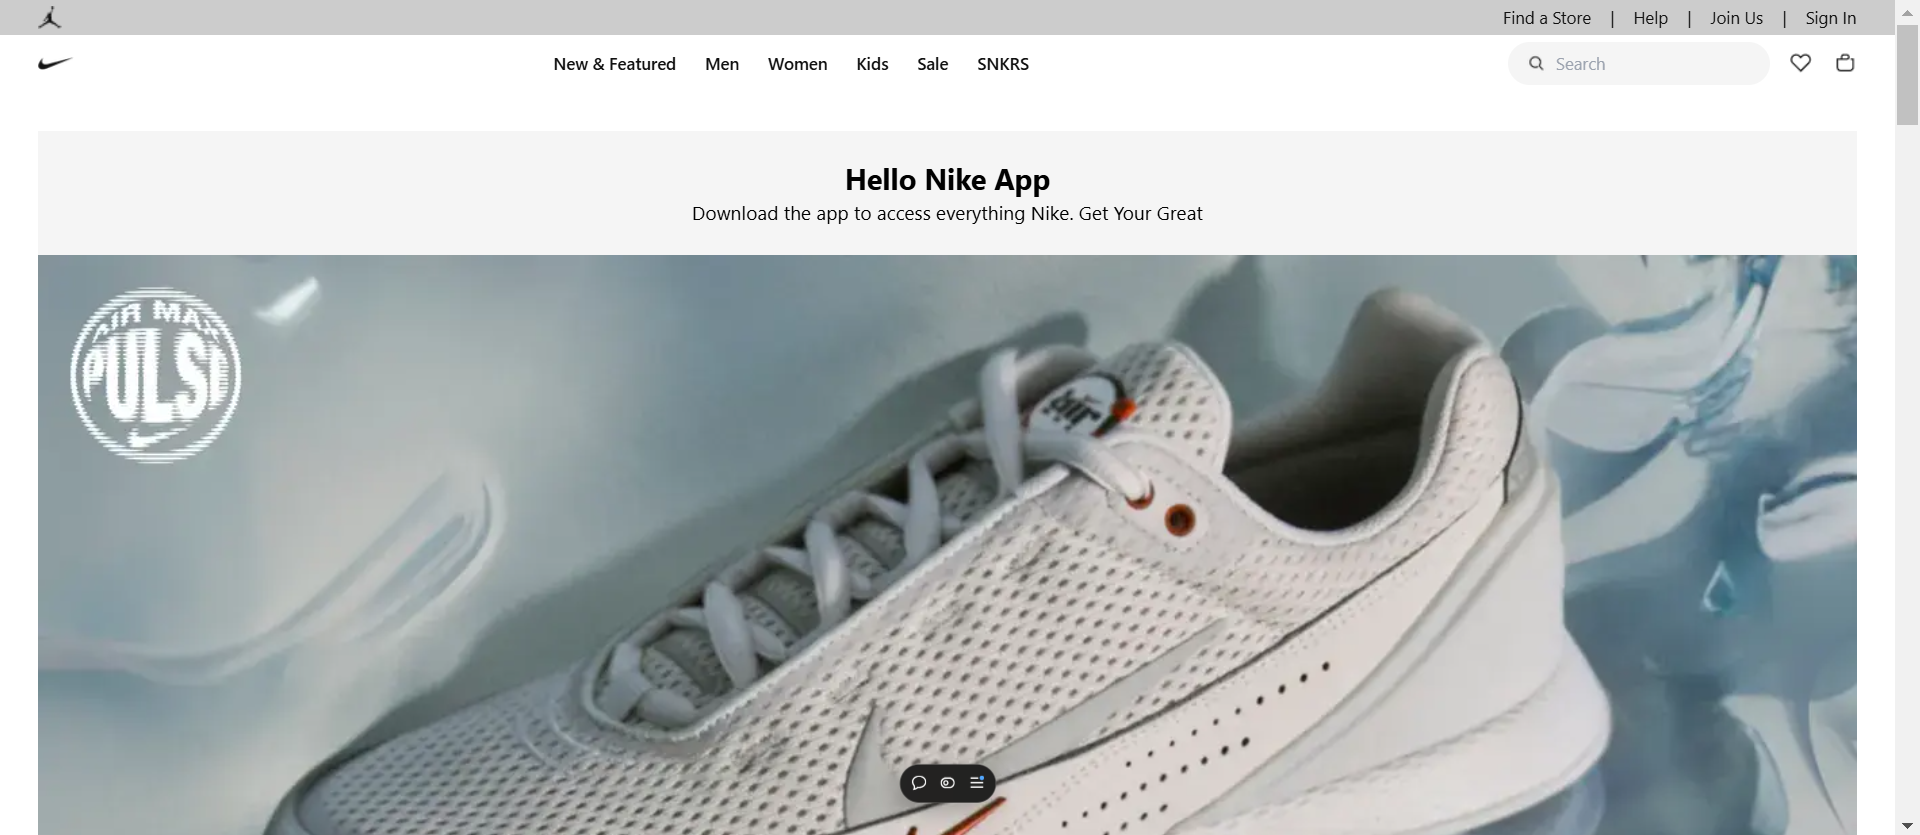 Find a Store | Help | Join Us | Sign In
New & Featured Men Women Kids Sale SNKRS
Search
Hello Nike App
Download the app to access everything Nike. Get Your Great
AIR MAX
PULSE
air